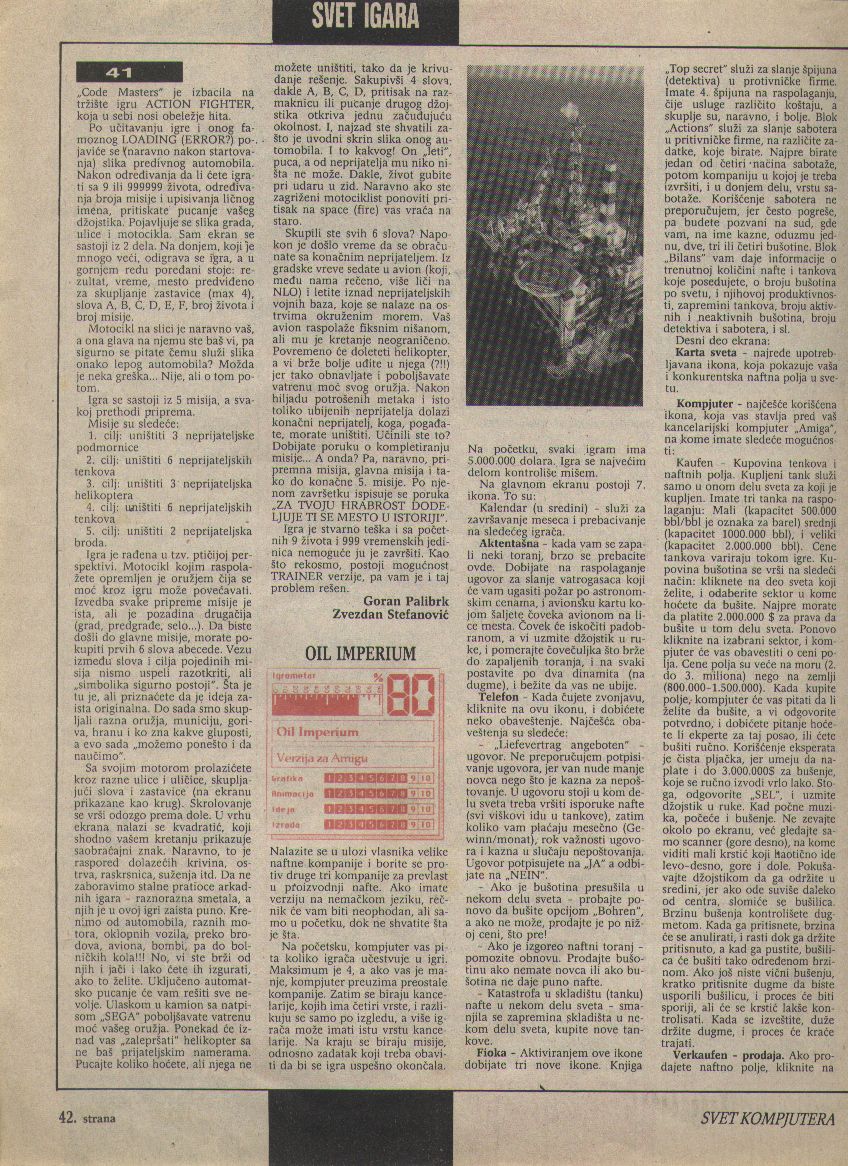 SVET IGARA
41
„Code Masters" je izbacila na
tržište igru ACTION FIGHTER,
koja u sebi nosi obeležje hita.
Po učitavanju igre i onog fa-
moznog LOADING (ERROR?) po-
javiće se (naravno nakon startova-
nja) slika predivnog automobila.
Nakon određivanja da li ćete igra-
ti sa 9 ili 999999 života, određiva-
nja broja misije i upisivanja ličnog
imena, pritiskate pucanje vašeg
džojstika. Pojavljuje se slika grada,
ulice i motocikla. Sam ekran se
sastoji iz 2 dela. Na donjem, koji je
mnogo veći, odigrava se igra, a u
gornjem redu poređani stoje: re-
zultat, vreme, mesto predviđeno
za skupljanje zastavice (max 4),
slova A, B, C, D, E, F, broj života i
broj misije.
Motocikl na slici je naravno vaš,
a ona glava na njemu ste baš vi, pa
sigurno se pitate čemu služi slika
onako lepog automobila? Možda
je neka greška... Nije, ali o tom po-
tom.
Igra se sastoji iz 5 misija, a sva-
koj prethodi priprema.
Misije su sledeće:
1. cilj: uništiti 3 neprijateljske
podmornice
2. cilj: uništiti 6 neprijateljskih
tenkova
3. cilj: uništiti 3 neprijateljska
helikoptera
4. cilj: uništiti 6 neprijateljskih
tenkova
5. cilj: uništiti 2 neprijateljska
broda.
Igra je rađena u tzv. ptičijoj per-
spektivi. Motocikl kojim raspola-
žete opremljen je oružjem čija se
moć kroz igru može povećavati.
Izvedba svake pripreme misije je
ista, ali je pozadina drugačija
(grad, predgrađe, selo...). Da biste
došli do glavne misije, morate po-
kupiti prvih 6 slova abecede. Vezu
između slova i cilja pojedinih mi-
sija nismo uspeli razotkriti, ali
„simbolika sigurno postoji". Šta je
tu je, ali priznaćete da je ideja za-
ista originalna. Do sada smo skup-
ljali razna oružja, municiju, gori-
va, hranu i ko zna kakve gluposti,
a evo sada „možemo ponešto i da
naučimo".
Sa svojim motorom prolazićete
kroz razne ulice i uličice, skuplja-
jući slova i zastavice (na ekranu
prikazane kao krug). Skrolovanje
se vrši odozgo prema dole. U vrhu
ekrana nalazi se kvadratić, koji
shodno vašem kretanju prikazuje
saobraćajni znak. Naravno, to je
raspored dolazećih krivina, os-
trva, raskrsnica, suženja itd. Da ne
zaboravimo stalne pratioce arkad-
nih igara – raznorazna smetala, a
njih je u ovoj igri zaista puno. Kre-
nimo od automobila, raznih mo-
tora, oklopnih vozila, preko bro-
dova, aviona, bombi, pa do bol-
ničkih kola!!! No, vi ste brži od
njih i jači i lako ćete ih izgurati,
ako to želite. Uključeno automat-
sko pucanje će vam rešiti sve ne-
volje. Ulaskom u kamion sa natpi-
som „SEGA" poboljšavate vatrenu
moć vašeg oružja. Ponekad će iz-
nad vas „zalepršati" helikopter sa
ne baš prijateljskim namerama.
Pucajte koliko hoćete, ali njega ne
možete uništiti, tako da je krivu-
danje rešenje. Sakupivši 4 slova,
dakle A, B, C, D, pritisak na raz-
maknicu ili pucanje drugog džoj-
stika otkriva jednu začuđujuću
okolnost. I, najzad ste shvatili za-
što je uvodni skrin slika onog au-
tomobila. I to kakvog! On „leti",
puca, a od neprijatelja mu niko ni-
šta ne može. Dakle, život gubite
pri udaru u zid. Naravno ako ste
zagriženi motociklist ponoviti pri-
tisak na space (fire) vas vraća na
staro.
Skupili ste svih 6 slova? Napo-
kon je došlo vreme da se obraču-
nate sa konačnim neprijateljem. Iz
gradske vreve sedate u avion (koji,
među nama rečeno, više liči na
NLO) i letite iznad neprijateljskih
vojnih baza, koje se nalaze na os-
trvima okruženim morem. Vaš
avion raspolaže fiksnim nišanom,
ali mu je kretanje neograničeno.
Povremeno će doleteti helikopter,
a vi brže bolje uđite u njega (?!!)
jer tako obnavljate i poboljšavate
vatrenu moć svog oružja. Nakon
hiljadu potrošenih metaka i isto
toliko ubijenih neprijatelja dolazi
konačni neprijatelj, koga, pogađa-
te, morate uništiti. Učinili ste to?
Dobijate poruku o kompletiranju
misije... A onda? Pa, naravno, pri-
premna misija, glavna misija i ta-
ko do konačne 5. misije. Po nje-
nom završetku ispisuje se poruka
„ZA TVOJU HRABROST DODE-
LJUJE TI SE MESTO U ISTORJI".
Igra je stvarno teška i sa počet-
nih 9 života i 999 vremenskih jedi-
nica nemoguće ju je završiti. Kao
što rekosmo, postoji mogućnost
TRAINER verzije, pa vam je i taj
problem rešen.
Goran Palibrk
Zvezdan Stefanović
OIL IMPERIUM
Igrometar
%
80
Oil Imperium
Verzija za Amigu
Grafika 1 2 3 4 5 6 7 8 9 10
Animacija 1 2 3 4 5 6 7 8 9 10
Ideja 1 2 3 4 5 6 7 8 9 10
Izrada 1 2 3 4 5 6 7 8 9 10
Nalazite se u ulozi vlasnika velike
naftne kompanije i borite se pro-
tiv druge tri kompanije za prevlast
u proizvodnji nafte. Ako imate
verziju na nemačkom jeziku, reč-
nik će vam biti neophodan, ali sa-
mo u početku, dok ne shvatite šta
je šta.
Na početsku, kompjuter vas pi-
ta koliko igrača učestvuje u igri.
Maksimum je 4, a ako vas je ma-
nje, kompjuter preuzima preostale
kompanije. Zatim se biraju kance-
larije, kojih ima četiri vrste, i razli-
kuju se samo po izgledu, a više ig-
rača može imati istu vrstu kance-
larije. Na kraju se biraju misija,
odnosno zadatak koji treba obavi-
ti da bi se igra uspešno okončala.
Na početku, svaki igram ima
5.000.000 dolara. Igra se najvećim
delom kontroliše mišem.
Na glavnom ekranu postoji 7.
ikona. To su:
Kalendar (u sredini) – služi za
završavanje meseca i prebacivanje
na sledećeg igrača.
Aktentašna – kada vam se zapa-
li neki toranj, brzo se prebacite
ovde. Dobijate na raspolaganje
ugovor za slanje vatrogasaca koji
će vam ugasiti požar po astronom-
skim cenama, i avionsku kartu ko-
jom šaljete čoveka avionom na li-
ce mesta. Čovek će iskočiti padob-
ranom, a vi uzmite džojstik u ru-
ke, i pomerajte čovečuljka što brže
do zapaljenih toranja, i na svaki
postavite po dva dinamita (na
dugme), i bežite da vas ne ubije.
Telefon – Kada čujete zvonjavu,
kliknite na ovu ikonu, i dobićete
neko obaveštenje. Najčešća oba-
veštenja su sledeće:
– „Liefevertrag angeboten" –
ugovor. Ne preporučujem potpisi-
vanje ugovora, jer van nude manje
novca nego što je kazna za nepoš-
tovanje. U ugovoru stoji u kom de-
lu sveta treba vršiti isporuke nafte
(svi viškovi idu u tankove), zatim
koliko vam plaćaju mesečno (Ge-
winn/monat), rok važnosti ugovo-
ra i kazna u slučaju nepoštovanja.
Ugovor potpisujete na „JA" a odbi-
jate na „NEIN".
– Ako je bušotina presušila u
nekom delu sveta – probajte po-
novo da bušite opcijom „Bohren",
a ako ne može, prodajte je po niž-
oj ceni, što pre!
– Ako je izgoreo naftni toranj –
pomozite obnovu. Prodajte bušo-
tinu ako nemate novca ili ako bu-
šotina ne daje puno nafte.
– Katastrofa u skladištu (tanku)
nafte u nekom delu sveta – sma-
njila se zapremina skladišta u ne-
kom delu sveta, kupite nove tan-
kove.
Fioka – Aktiviranjem ove ikone
dobijate tri nove ikone. Knjiga
„Top secret" služi za slanje špijuna
(detektiva) u protivničke firme.
Imate 4. špijuna na raspolaganju,
čije usluge različito koštaju, a
skuplje su, naravno, i bolje. Blok
„Actions" služi za slanje sabotera
u pritivničke firme, na različite za-
datke, koje birate. Najpre birate
jedan od četiri načina sabotaže,
potom kompaniju u kojoj je treba
izvršiti, i u donjem delu, vrstu sa-
botaže. Korišćenje sabotera ne
preporučujem, jer često pogreše,
pa budete pozvani na sud, gde
vam, na ime kazne, oduzmu jed-
nu, dve, tri ili četiri bušotine. Blok
„Bilans" vam daje informacije o
trenutnoj količini nafte i tankova
koje posedujete, o broju bušotina
po svetu, i njihovoj produktivnos-
ti, zapremini tankova, broju aktiv-
nih i neaktivnih bušotina, broju
detektiva i sabotera, i sl.
Desni deo ekrana:
Karta sveta – najređe upotreb-
ljavana ikona, koja pokazuje vaša
i konkurentska naftna polja u sve-
tu.
Kompjuter – najčešće korišćena
ikona, koja vas stavlja pred vaš
kancelarijski kompjuter „Amiga",
na kome imate sledeće mogućnos-
ti:
Kaufen – Kupovina tenkova i
naftnih polja. Kupljeni tank služi
samo u onom delu sveta za koji je
kupljen. Imate tri tanka na raspo-
laganju: Mali (kapacitet 500.000
bbl/bbl je oznaka za barel) srednji
(kapacitet 1000.000 bbl), i veliki
(kapacitet 2.000.000 bbl). Cene
tankova variraju tokom igre. Ku-
povina bušotina se vrši na sledeći
način: kliknete na deo sveta koji
želite, i odaberite sektor u kome
hoćete da bušite. Najpre morate
da platite 2.000.000 $ za prava da
bušite u tom delu sveta. Ponovo
kliknite na izabrani sektor, i kom-
pjuter će vas obavestiti o ceni po-
lja. Cene polja su veće na moru (2.
do 3. miliona) nego na zemlji
(800.000–1.500.000). Kada kupite
polje, kompjuter će vas pitati da li
želite da bušite, a vi odgovorite
potvrdno, i dobićete pitanje hoće-
te li ekperte za taj posao, ili ćete
bušiti ručno. Korišćenje eksperata
je čista pljačka, jer umeju da na-
plate i do 3.000.000$ za bušenje,
koje se ručno izvodi vrlo lako. Sto-
ga, odgovorite „SEL", i uzmite
džojstik u ruke. Kad počne muzi-
ka, počeće i bušenje. Ne zevajte
okolo po ekranu, već gledajte sa-
mo scanner (gore desno), na kome
viditi mali krstić koji haotično ide
levo-desno, gore i dole. Pokuša-
vajte džojstikom da ga održite u
sredini, jer ako ode suviše daleko
od centra, slomiće se bušilica.
Brzinu bušenja kontrolišete dug-
metom. Kada ga pritisnete, brzina
će se anulirati, i rasti dok ga držite
pritisnuto, a kad ga pustite, bušili-
ca će bušiti tako određenom brzi-
nom. Ako još niste vični bušenju,
kratko pritisnite dugme da biste
usporili bušilicu, i proces će biti
sporiji, ali će se krstić lakše kon-
trolisati. Kada se izveštite, duže
držite dugme, i proces će kraće
trajati.
Verkaufen – prodaja. Ako pro-
dajete naftno polje, kliknite na
42. strana
SVET KOMPJUTERA